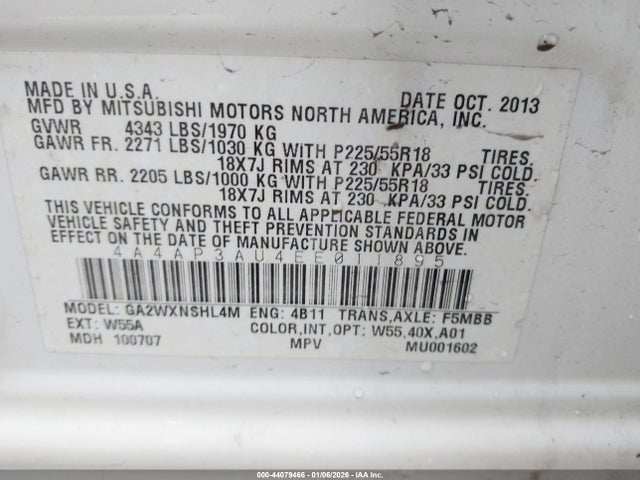 MADE IN U.S.A. DATE OCT. 2013
MFD BY MITSUBISHI MOTORS NORTH AMERICA, INC.
GVWR 4343 LBS/1970 KG
GAWR FR. 2271 LBS/1030 KG WITH P225/55R18 TIRES.
18X7J RIMS AT 230 KPA/33 PSI COLD.
GAWR RR. 2205 LBS/1000 KG WITH P225/55R18 TIRES.
18X7J RIMS AT 230 KPA/33 PSI COLD.
THIS VEHICLE CONFORMS TO ALL APPLICABLE FEDERAL MOTOR
VEHICLE SAFETY AND THEFT PREVENTION STANDARDS IN
EFFECT ON THE DATE OF MANUFACTURE SHOWN ABOVE.
4A4AP3AU4EE011895
MODEL: GA2WXNSHL4M ENG: 4B11 TRANS,AXLE: F5MBB
EXT: W55A COLOR,INT,OPT: W55,40X,A01
MDH 100707 MPV MU001602
000-44079466 - 01/06/2026 - IAA Inc.